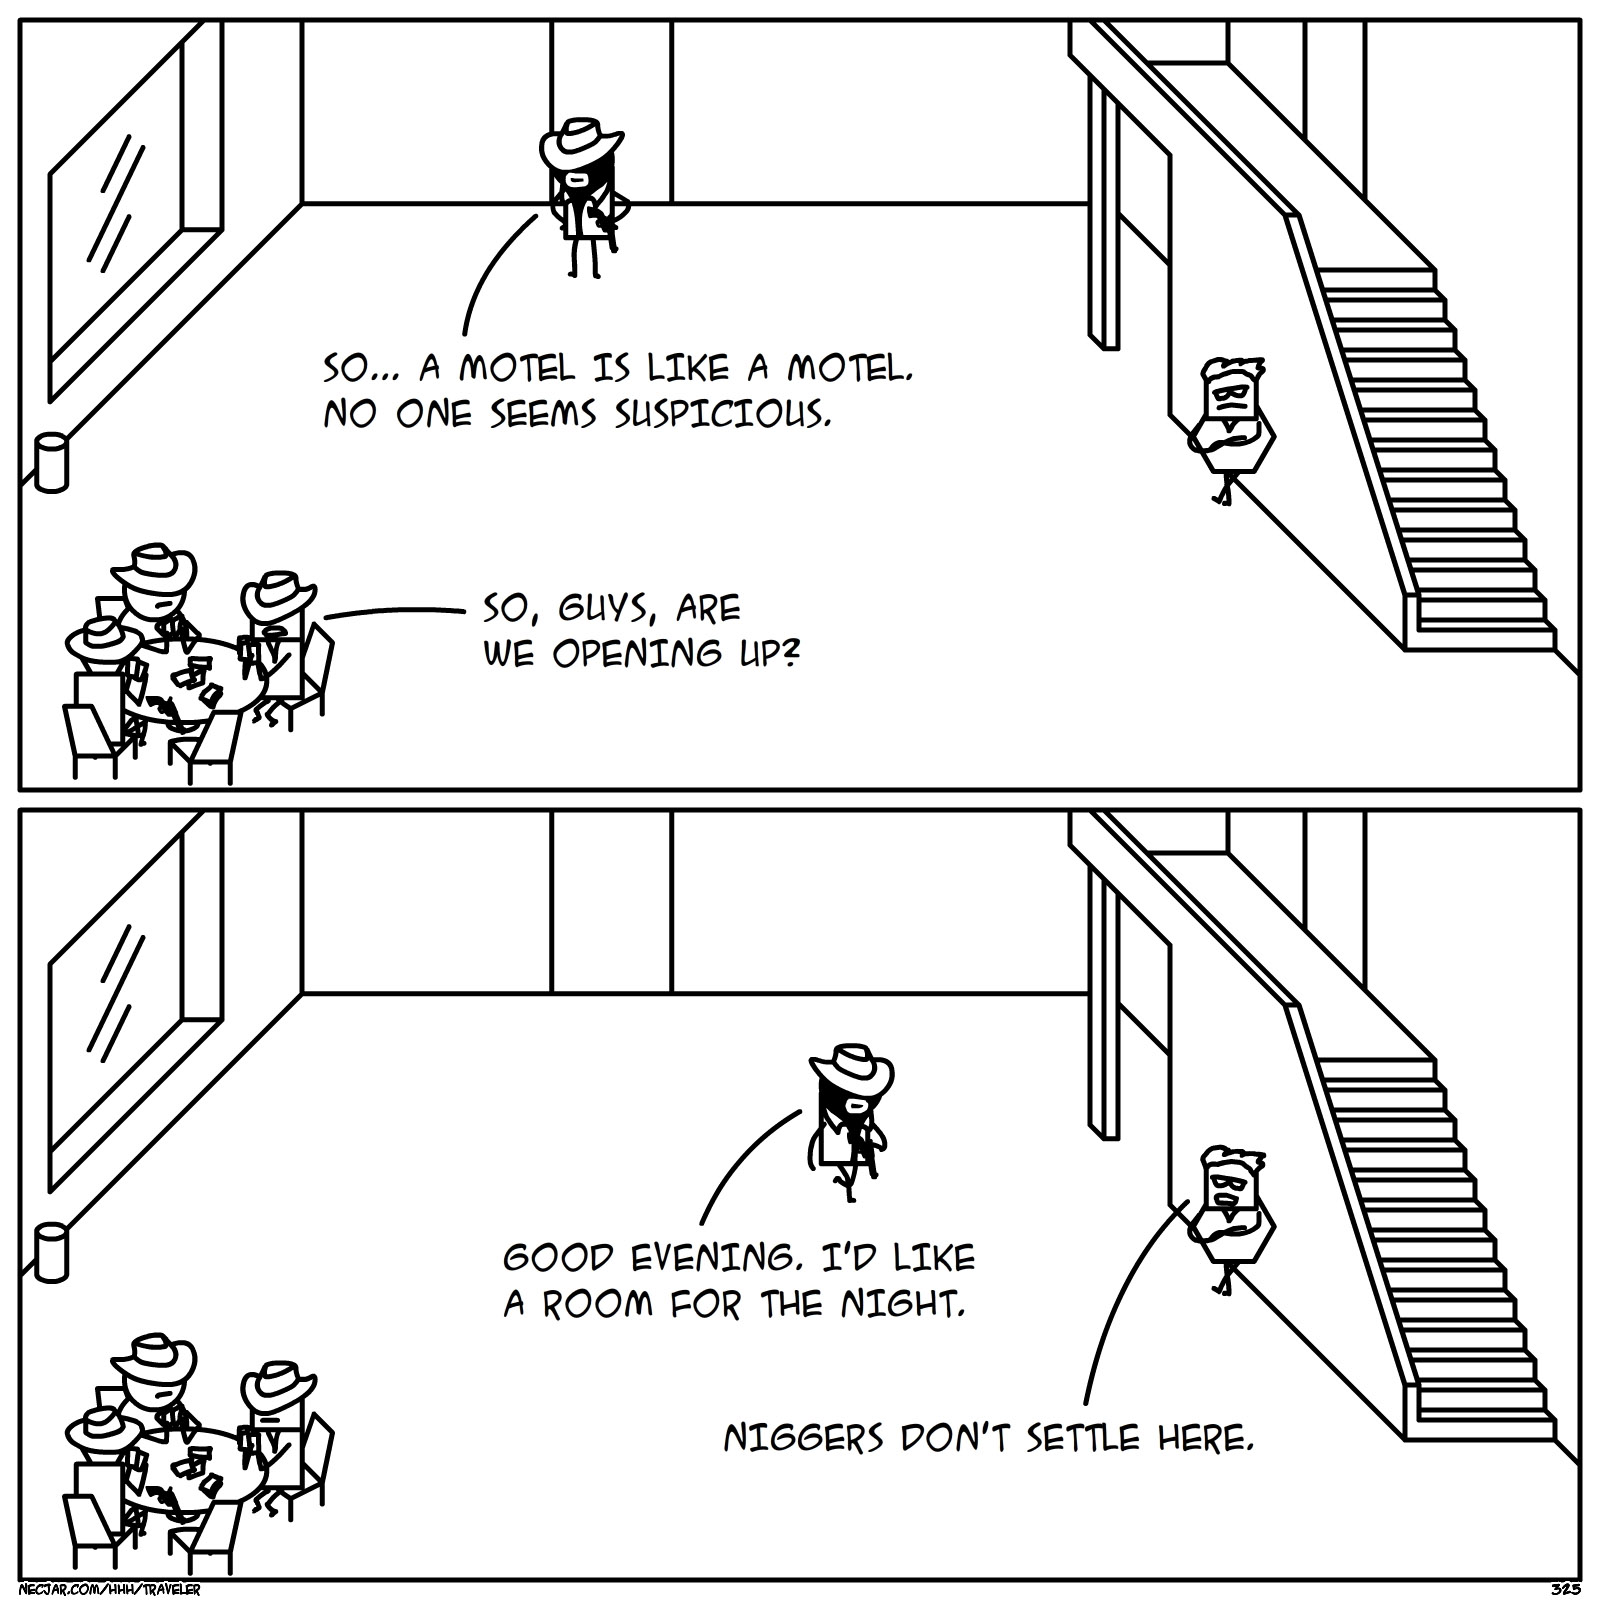 SO... A MOTEL IS LIKE A MOTEL.
NO ONE SEEMS SUSPICIOUS.
SO, GUYS, ARE
WE OPENING UP?
GOOD EVENING. I'D LIKE
A ROOM FOR THE NIGHT.
NIGGERS DON'T SETTLE HERE.
NECJAR.COM/HHH/TRAVELER
325